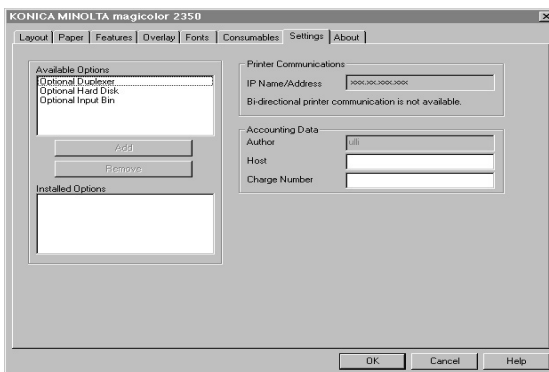 KONICA MINOLTA magicolor 2350
Layout Paper Features Overlay Fonts Consumables Settings About
Available Options
Optional Duplexer
Optional Hard Disk
Optional Input Bin
Add
Remove
Installed Options
Printer Communications
IP Name/Address xxx.xx.xxx.xxx
Bi-directional printer communication is not available.
Accounting Data
Author ulli
Host
Charge Number
OK Cancel Help